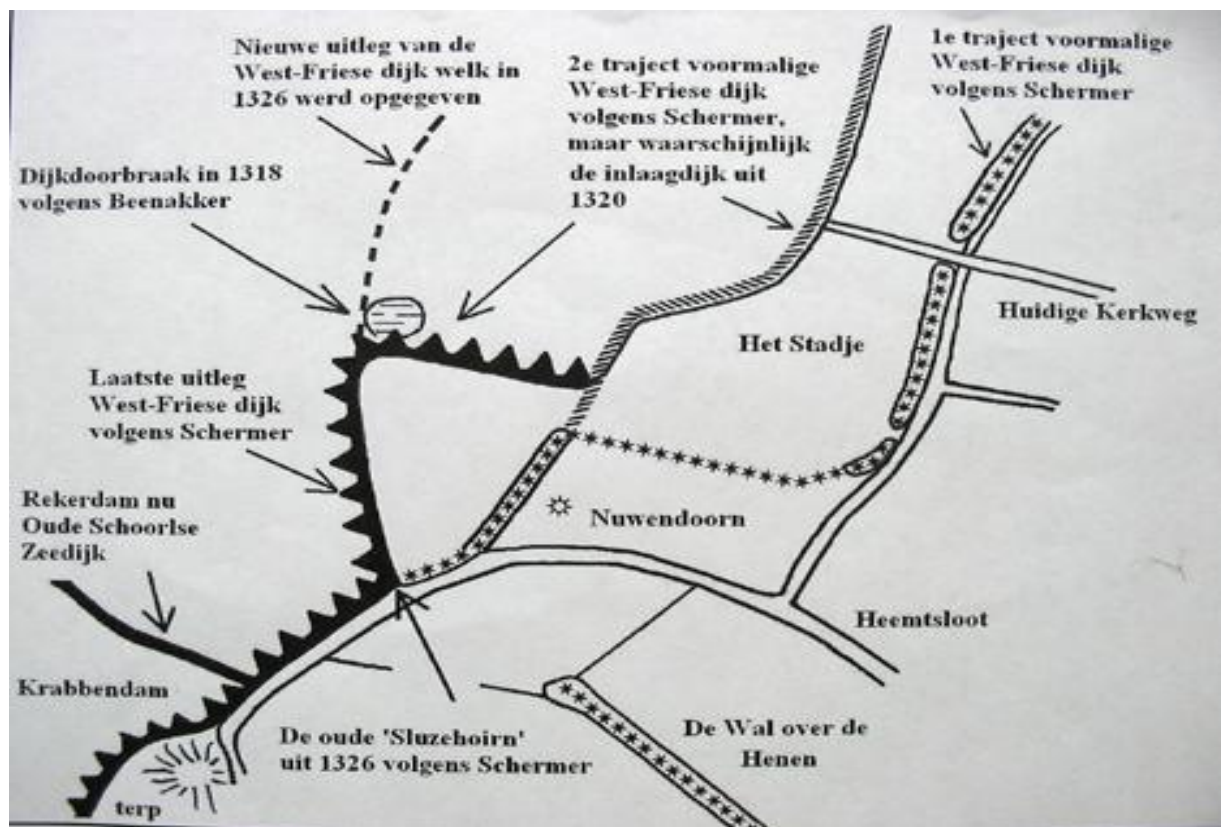 Nieuwe uitleg van de
West-Friese dijk welk in
1326 werd opgegeven
2e traject voormalige
West-Friese dijk
volgens Schermer,
maar waarschijnlijk
de inlaagdijk uit
1320
1e traject voormalige
West-Friese dijk
volgens Schermer
Dijkdoorbraak in 1318
volgens Beenakker
Huidige Kerkweg
Het Stadje
Laatste uitleg
West-Friese dijk
volgens Schermer
Rekerdam nu
Oude Schoorlse
Zeedijk
Nuwendoorn
Heemtsloot
Krabbendam
De oude 'Sluzehoirn'
uit 1326 volgens Schermer
De Wal over de
Henen
terp